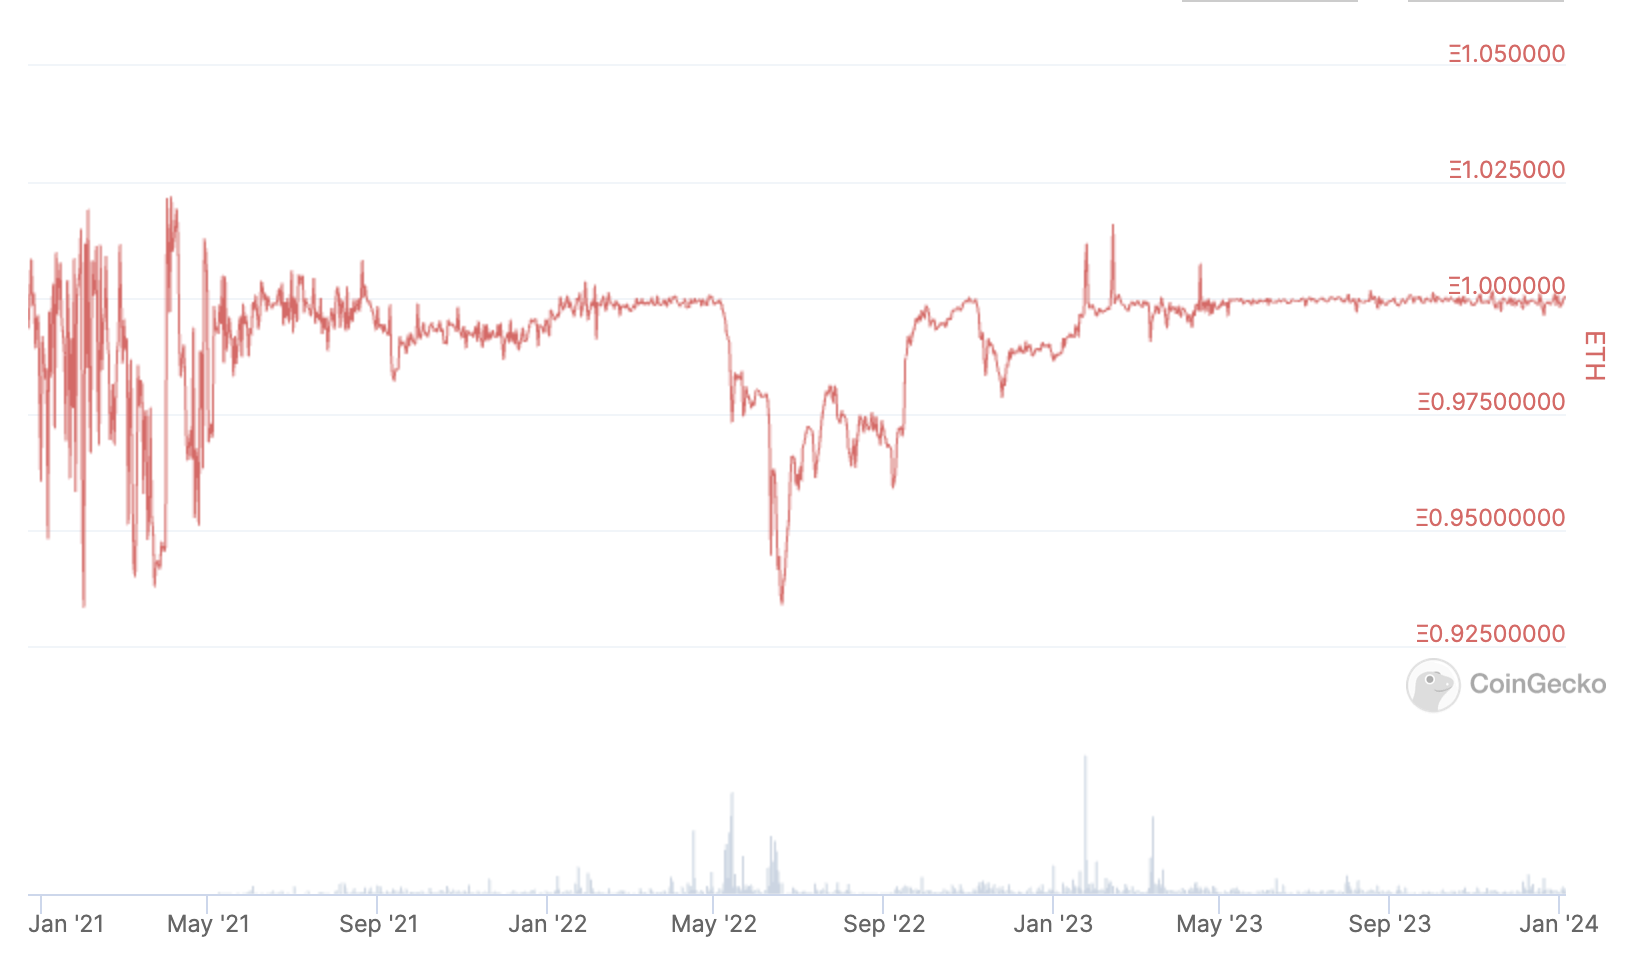 Ξ1.050000
Ξ1.025000
Ξ1.000000
Ξ0.97500000
Ξ0.95000000
Ξ0.92500000
ETH
CoinGecko
Jan '21 May '21 Sep '21 Jan '22 May '22 Sep '22 Jan '23 May '23 Sep '23 Jan '24